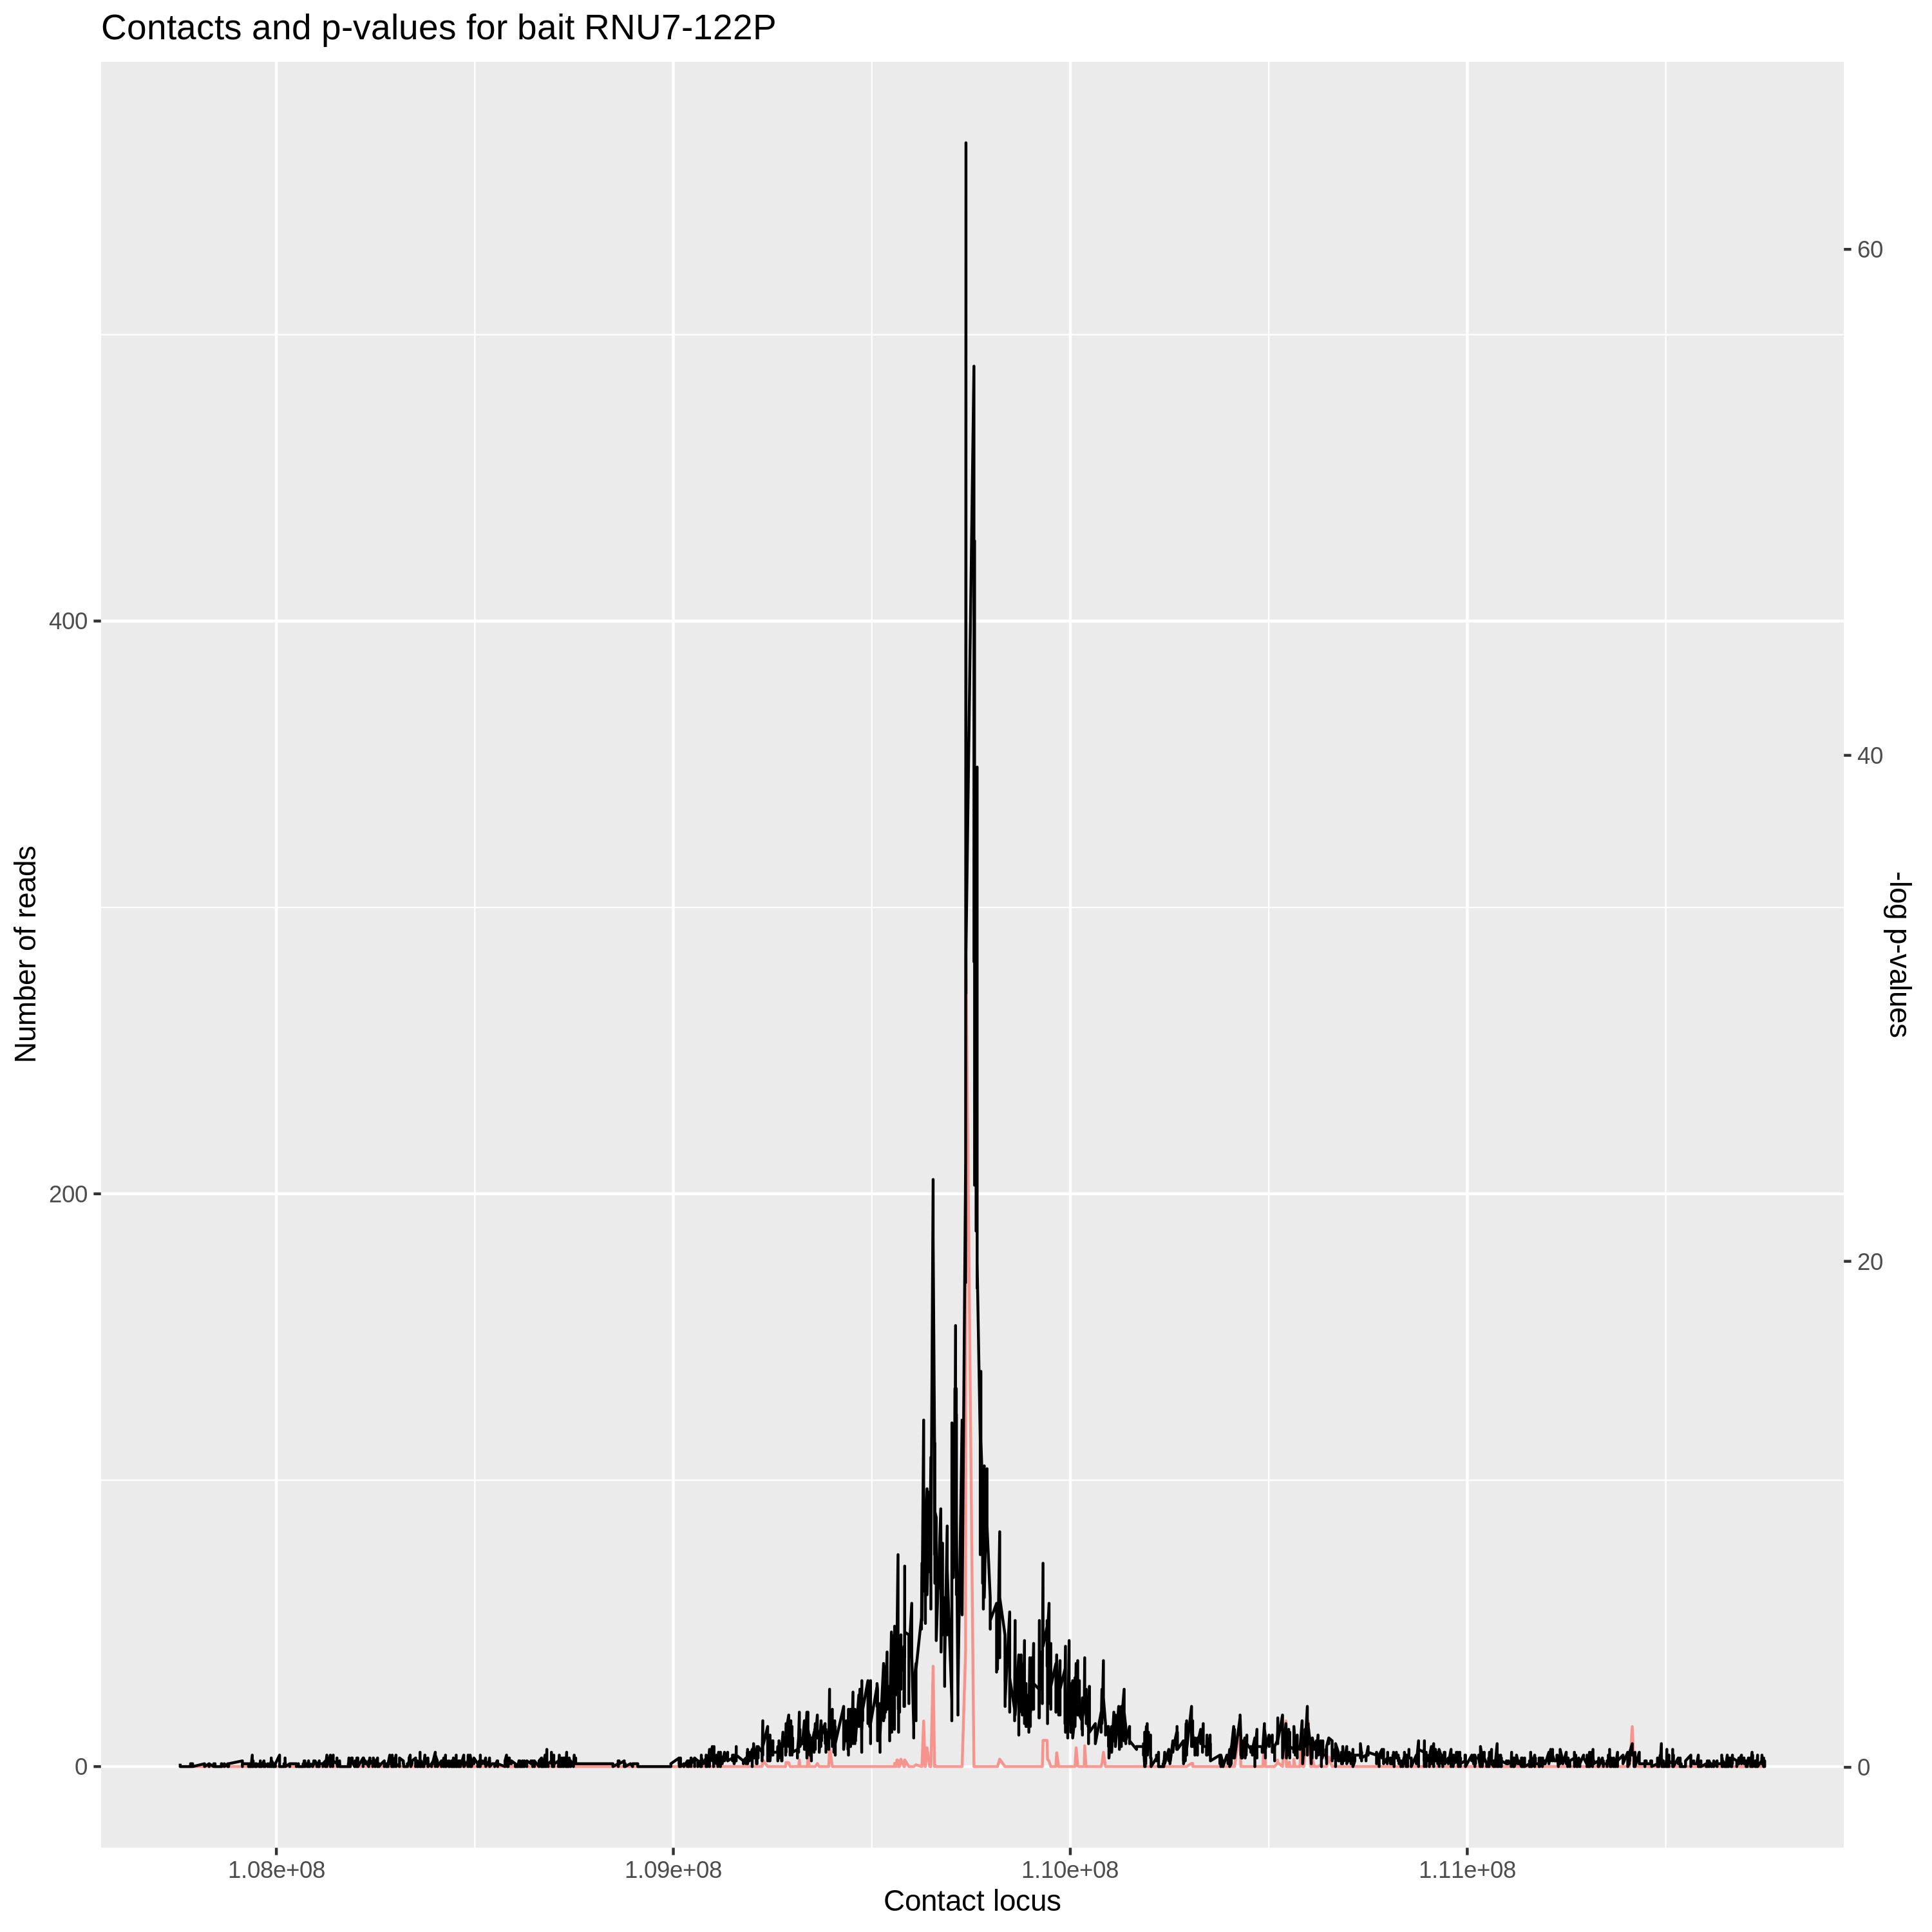 Contacts and p-values for bait RNU7-122P
Number of reads
400
200
0
60
40
20
0
-log p-values
1.08e+08
1.09e+08
1.10e+08
1.11e+08
Contact locus